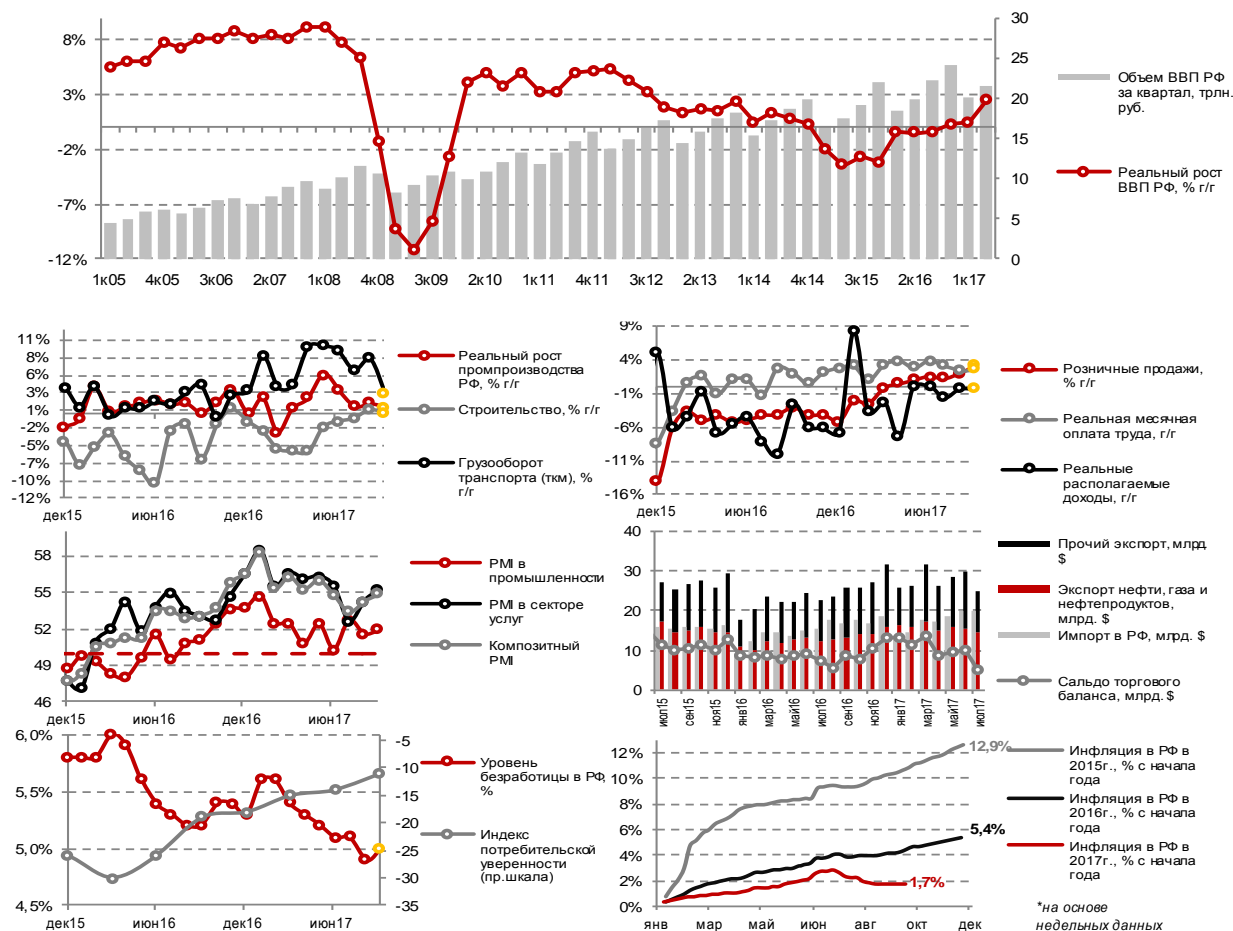 8%
3%
-2%
-7%
-12%
30
25
20
15
10
5
0
1к05 4к05 3к06 2к07 1к08 4к08 3к09 2к10 1к11 4к11 3к12 2к13 1к14 4к14 3к15 2к16 1к17
Объем ВВП РФ
за квартал, трлн.
руб.
Реальный рост
ВВП РФ, % г/г
11%
8%
6%
3%
1%
-2%
-5%
-7%
-10%
-12%
дек15 июн16 дек16 июн17
Реальный рост
промпроизводства
РФ, % г/г
Строительство, % г/г
Грузооборот
транспорта (ткм), %
г/г
9%
4%
-1%
-6%
-11%
-16%
дек15 июн16 дек16 июн17
Розничные продажи,
% г/г
Реальная месячная
оплата труда, г/г
Реальные
располагаемые
доходы, г/г
58
55
52
49
46
дек15 июн16 дек16 июн17
PMI в
промышленности
PMI в секторе
услуг
Композитный
PMI
40
30
20
10
0
июл15 сен15 ноя15 янв16 мар16 май16 июл16 сен16 ноя16 янв17 мар17 май17 июл17
Прочий экспорт, млрд.
$
Экспорт нефти, газа и
нефтепродуктов,
млрд. $
Импорт в РФ, млрд. $
Сальдо торгового
баланса, млрд. $
6,0%
5,5%
5,0%
4,5%
-5
-10
-15
-20
-25
-30
-35
дек15 июн16 дек16 июн17
Уровень
безработицы в РФ,
%
Индекс
потребительской
уверенности
(пр.шкала)
12%
10%
8%
6%
4%
2%
0%
янв мар май июн авг окт дек
12,9%
5,4%
1,7%
Инфляция в РФ в
2015г., % с начала
года
Инфляция в РФ в
2016г., % с начала
года
Инфляция в РФ в
2017г., % с начала
года
*на основе
недельных данных